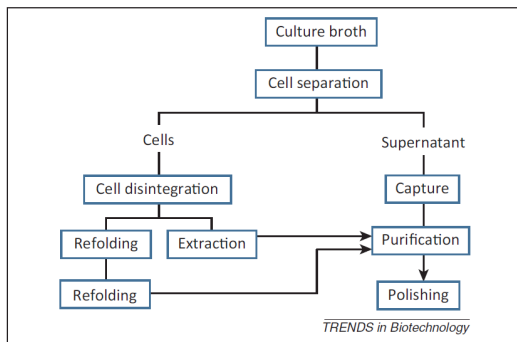 Culture broth
Cell separation
Cells
Supernatant
Cell disintegration
Capture
Refolding
Extraction
Purification
Refolding
Polishing
TRENDS in Biotechnology